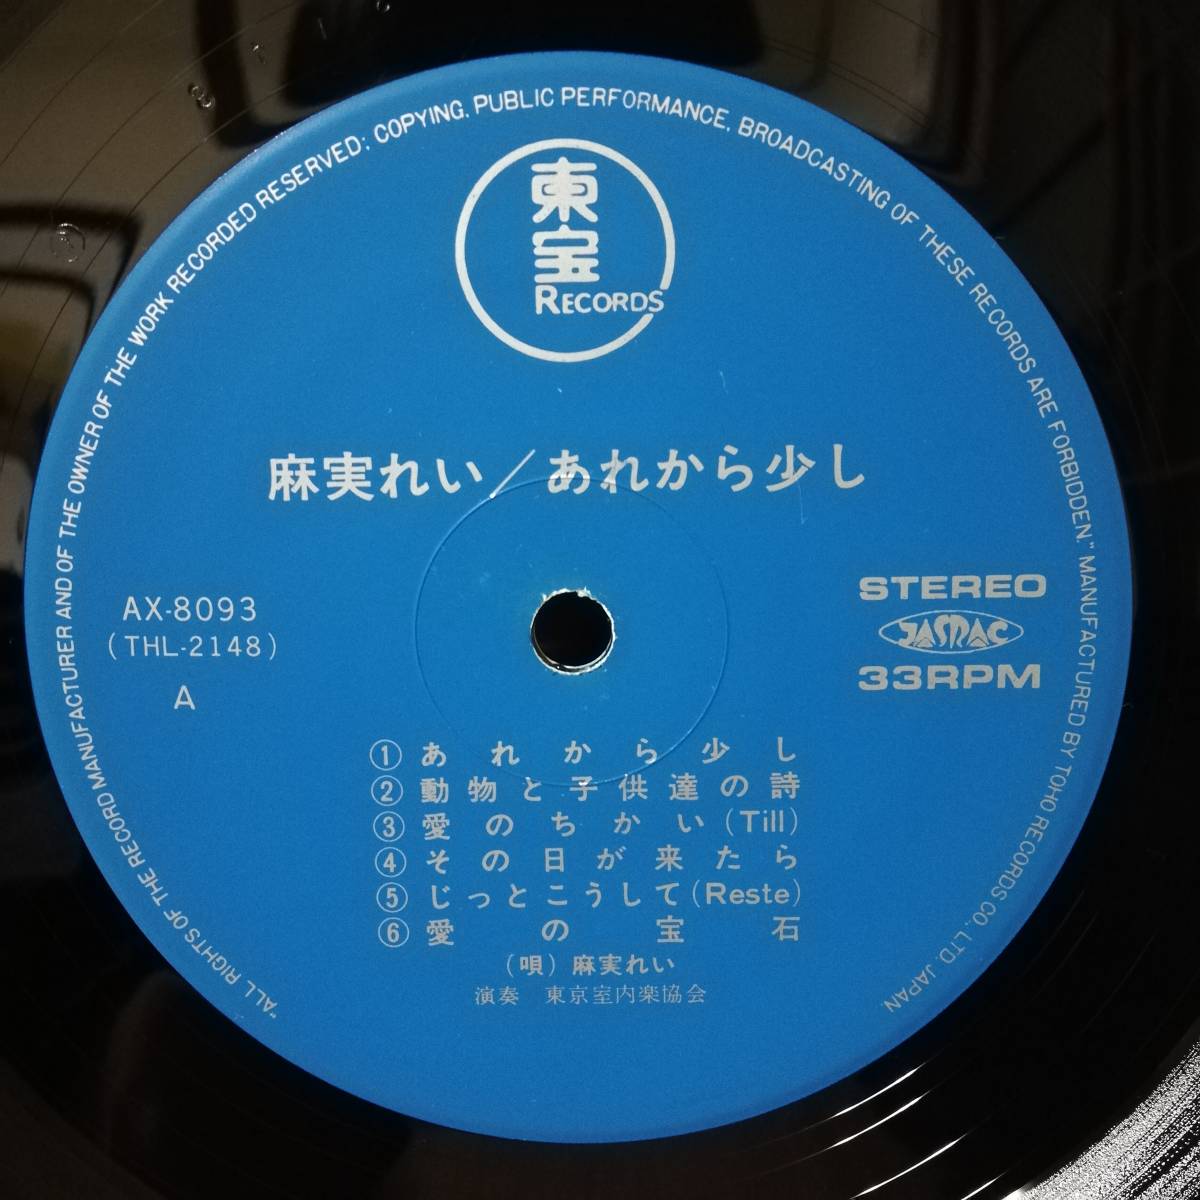 "ALL RIGHTS OF THE RECORD MANUFACTURER AND OF THE OWNER OF THE WORK RECORDED RESERVED; COPYING, PUBLIC PERFORMANCE, BROADCASTING OF THESE RECORDS ARE FORBIDDEN." MANUFACTURED BY TOHO RECORDS CO., LTD. JAPAN.
東宝
RECORDS
麻実れい／あれから少し
AX-8093
(THL-2148)
A
STEREO
JASRAC
33RPM
① あれから少し
② 動物と子供達の詩
③ 愛のちかい(Till)
④ その日が来たら
⑤ じっとこうして(Reste)
⑥ 愛の宝石
(唄) 麻実れい
演奏 東京室内楽協会